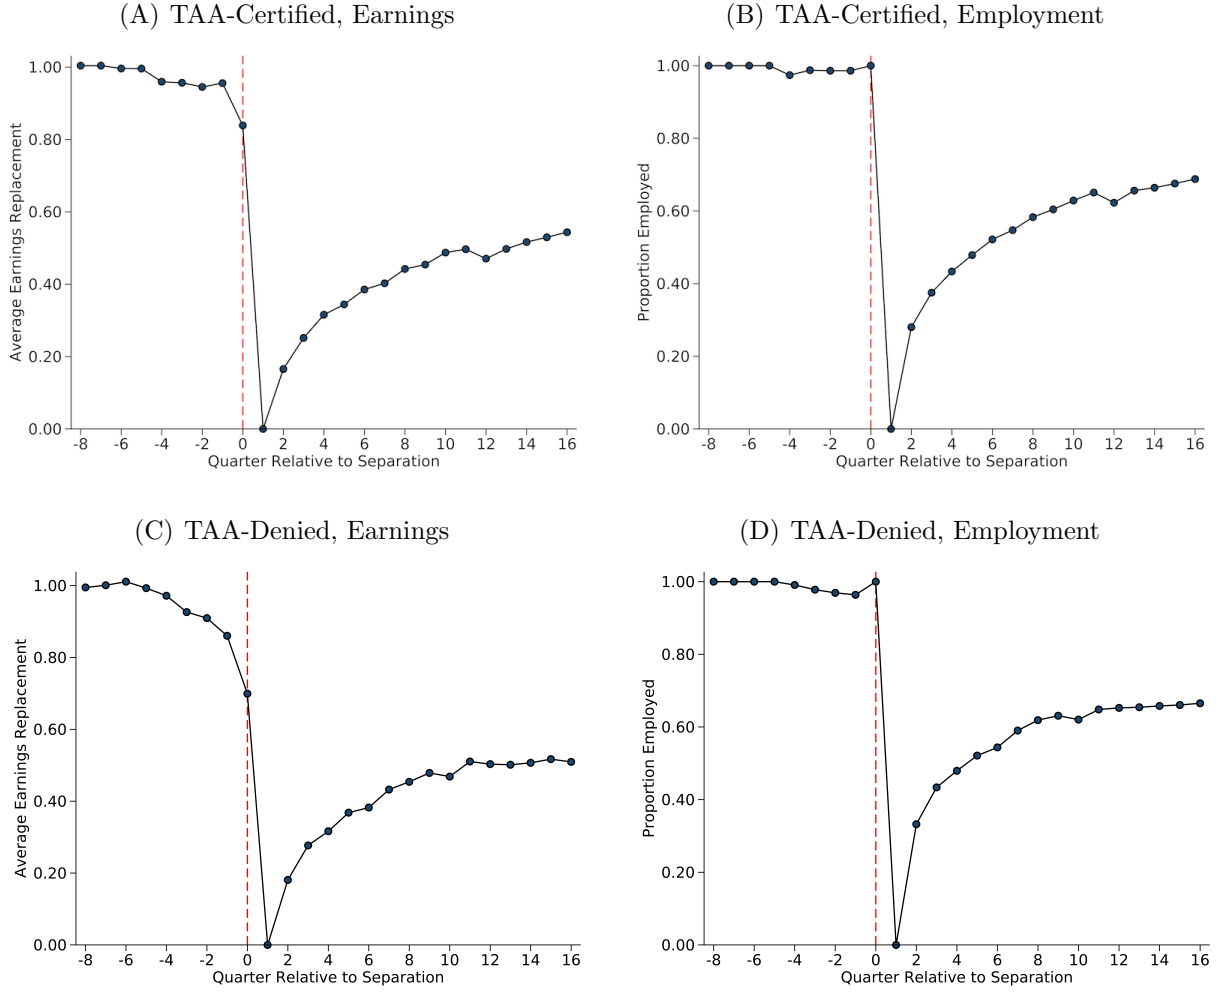 (A) TAA-Certified, Earnings
1.00
0.80
0.60
0.40
0.20
0.00
Average Earnings Replacement
-8 -6 -4 -2 0 2 4 6 8 10 12 14 16
Quarter Relative to Separation
(B) TAA-Certified, Employment
1.00
0.80
0.60
0.40
0.20
0.00
Proportion Employed
-8 -6 -4 -2 0 2 4 6 8 10 12 14 16
Quarter Relative to Separation
(C) TAA-Denied, Earnings
1.00
0.80
0.60
0.40
0.20
0.00
Average Earnings Replacement
-8 -6 -4 -2 0 2 4 6 8 10 12 14 16
Quarter Relative to Separation
(D) TAA-Denied, Employment
1.00
0.80
0.60
0.40
0.20
0.00
Proportion Employed
-8 -6 -4 -2 0 2 4 6 8 10 12 14 16
Quarter Relative to Separation